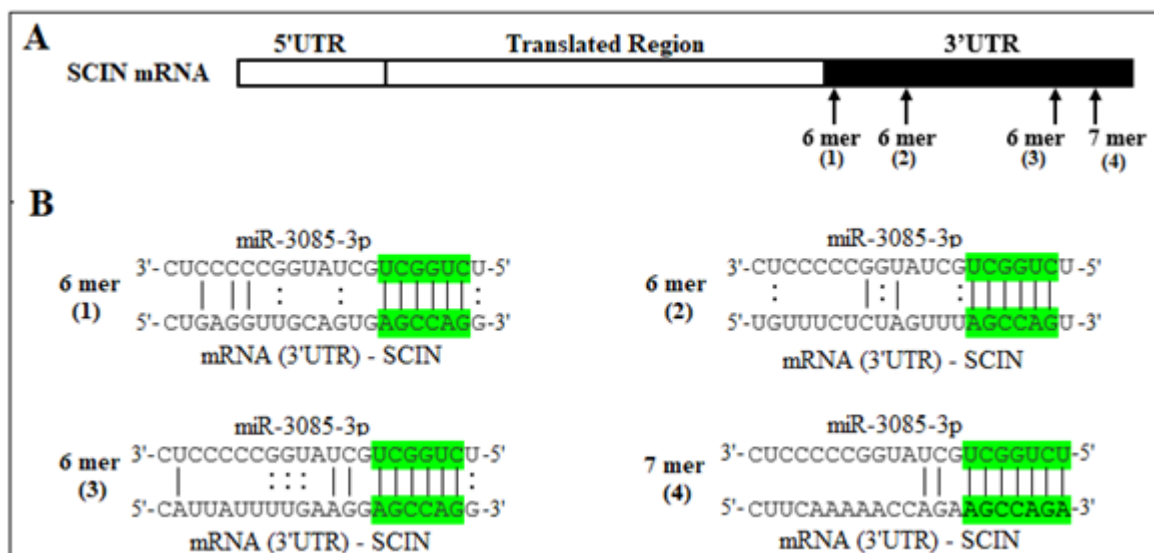 A
5'UTR Translated Region 3'UTR
SCIN mRNA
6 mer 6 mer 6 mer 7 mer
(1) (2) (3) (4)
B
miR-3085-3p
3'-CUCCCCCGGUAUCGUCGGUCU-5'
6 mer
(1)
5'-CUGAGGUUGCAGUGAGCCAGG-3'
mRNA (3'UTR) - SCIN
miR-3085-3p
3'-CUCCCCCGGUAUCGUCGGUCU-5'
6 mer
(2)
5'-UGUUUCUCUAGUUUAGCCAGU-3'
mRNA (3'UTR) - SCIN
miR-3085-3p
3'-CUCCCCCGGUAUCGUCGGUCU-5'
6 mer
(3)
5'-CAUUAUUUUGAAGGAGCCAGG-3'
mRNA (3'UTR) - SCIN
miR-3085-3p
3'-CUCCCCCGGUAUCGUCGGUCU-5'
7 mer
(4)
5'-CUUCAAAAACCAGAAGCCAGA-3'
mRNA (3'UTR) - SCIN